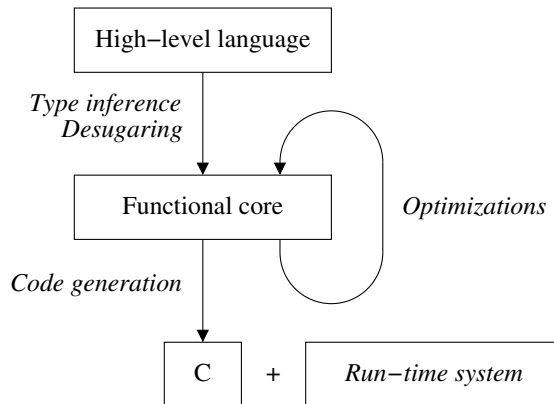 High−level language
Type inference
Desugaring
Functional core
Optimizations
Code generation
C + Run−time system